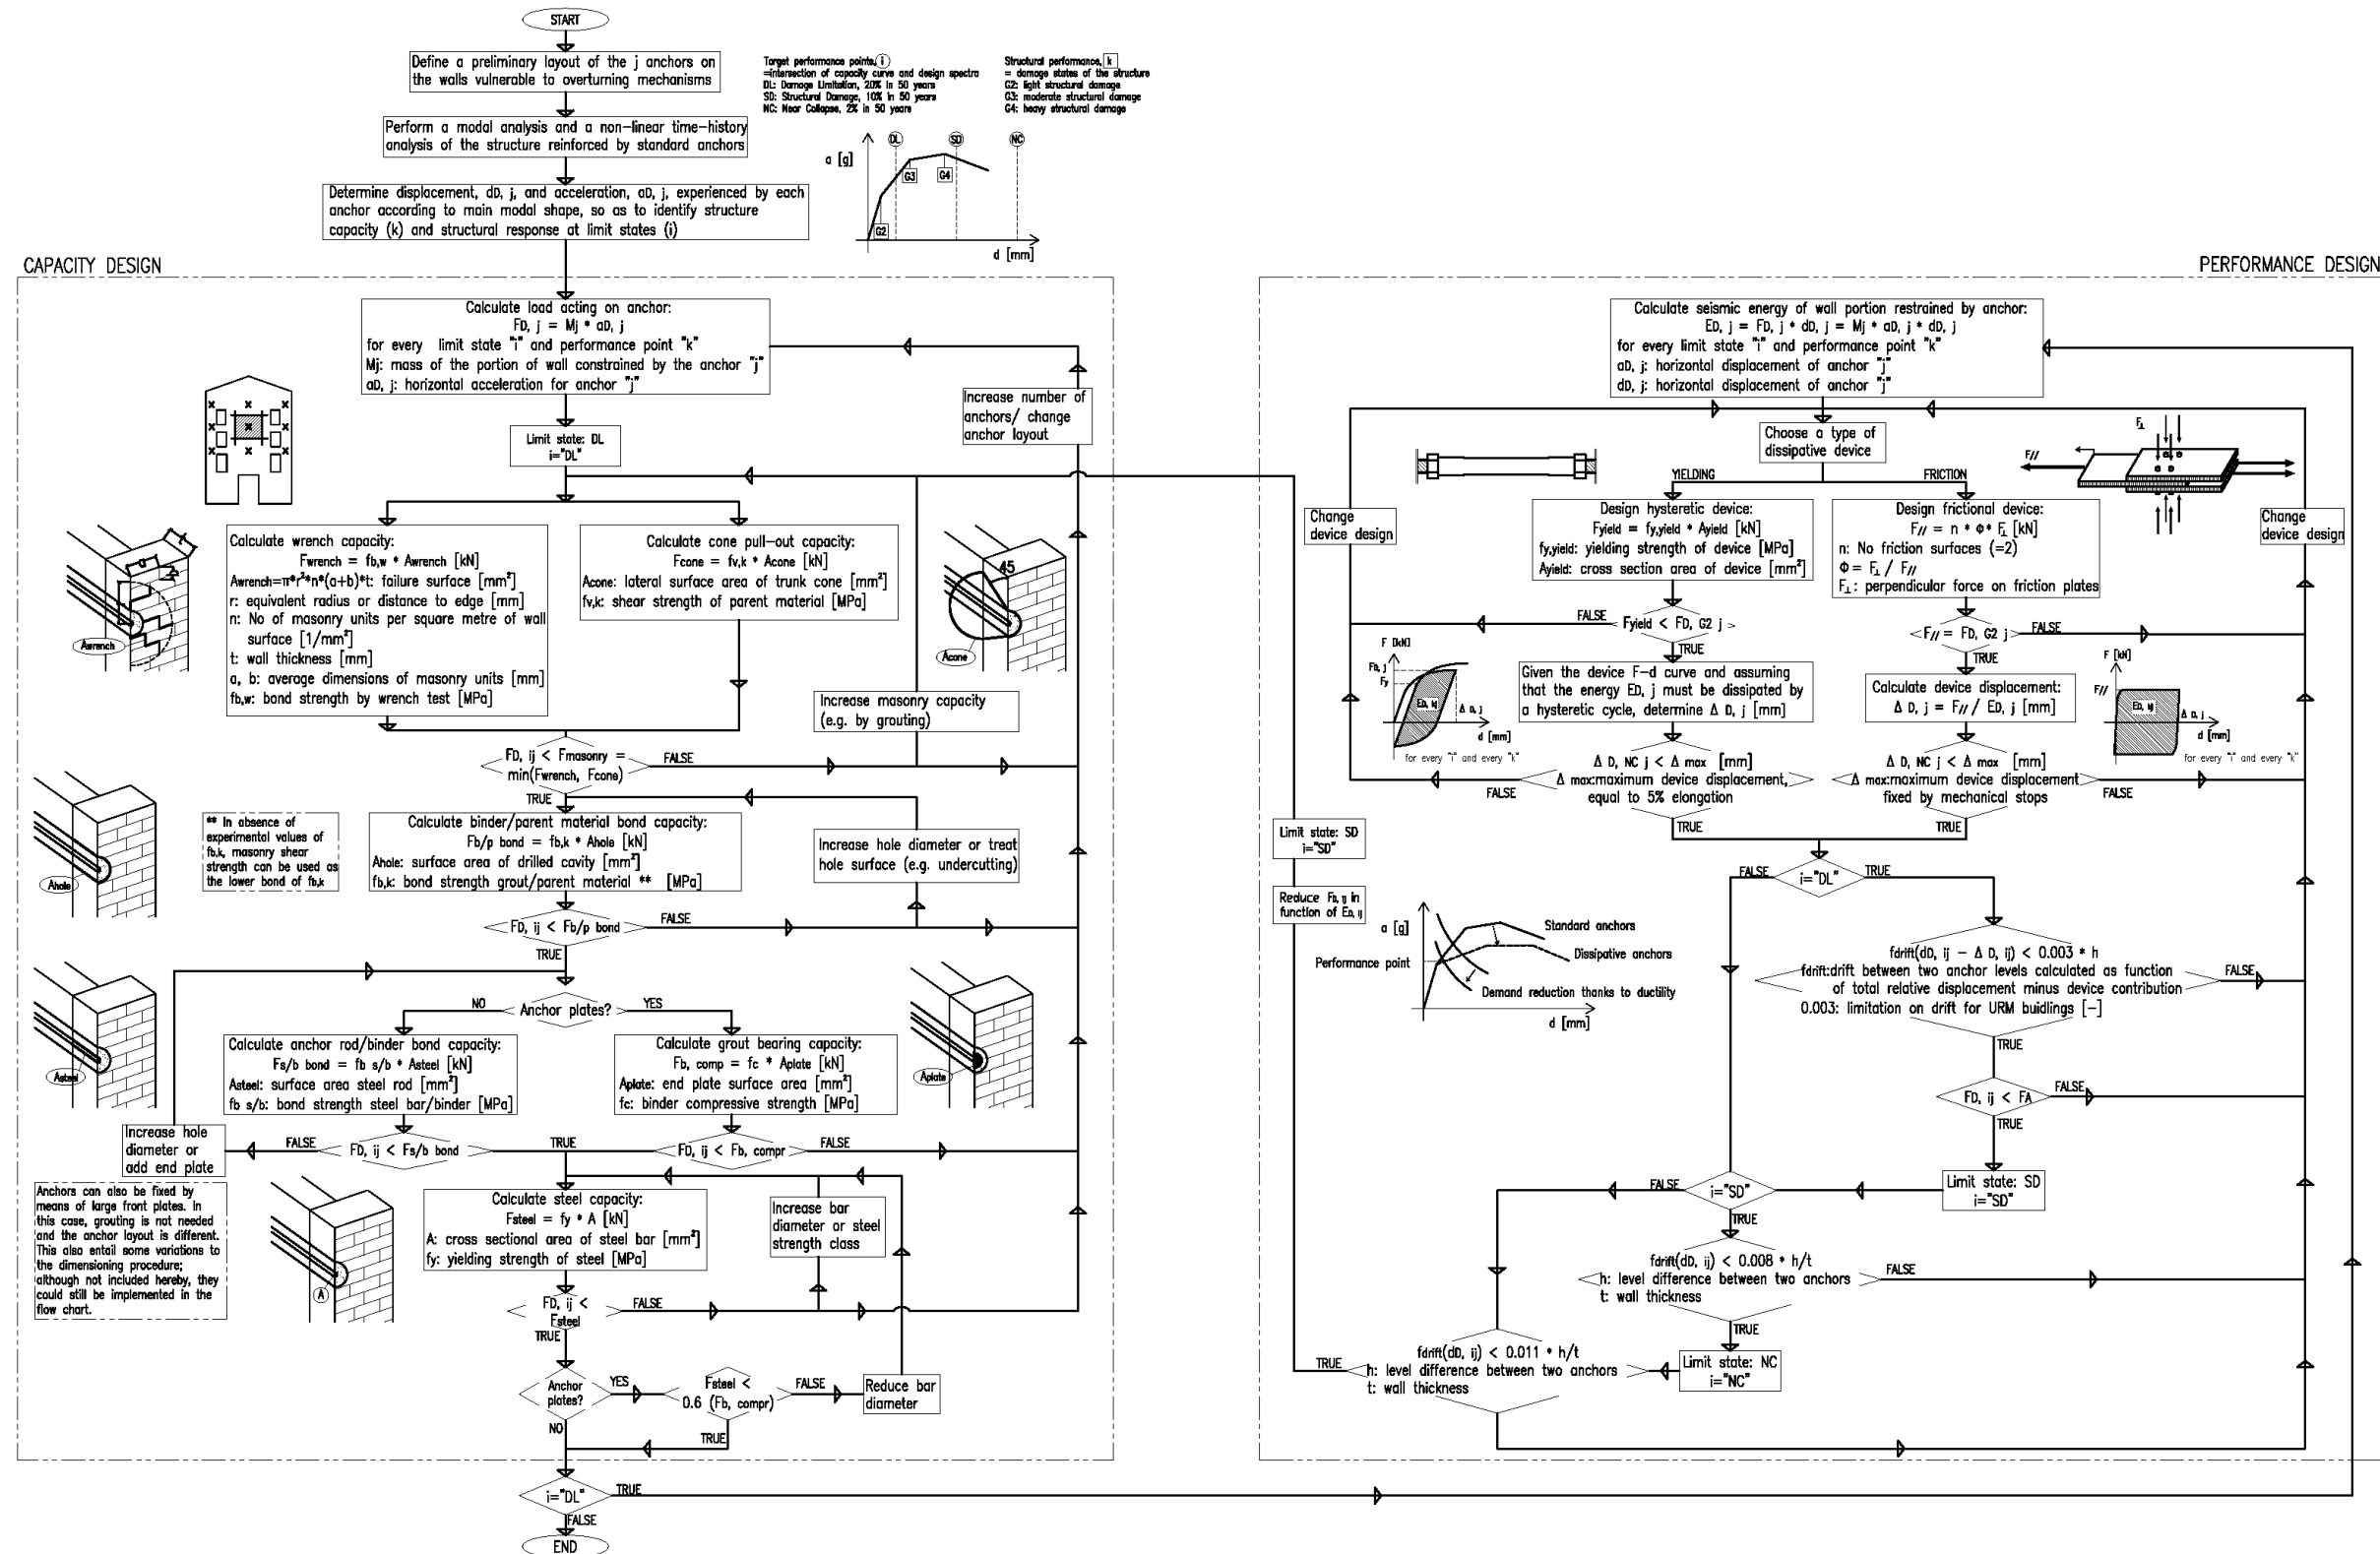 START
Define a preliminary layout of the j anchors on
the walls vulnerable to overturning mechanisms
Perform a modal analysis and a non-linear time-history
analysis of the structure reinforced by standard anchors
Determine displacement, dD, j, and acceleration, aD, j, experienced by each
anchor according to main modal shape, so as to identify structure
capacity (k) and structural response at limit states (i)
Target performance points, i
=intersection of capacity curve and design spectra
DL: Damage Limitation, 20% in 50 years
SD: Structural Damage, 10% in 50 years
NC: Near Collapse, 2% in 50 years
Structural performance, k
= damage states of the structure
G2: light structural damage
G3: moderate structural damage
G4: heavy structural damage
a [g]
DL
SD
NC
G3
G4
G2
d [mm]
CAPACITY DESIGN
Calculate load acting on anchor:
FD, j = Mj * aD, j
for every limit state "i" and performance point "k"
Mj: mass of the portion of wall constrained by the anchor "j"
aD, j: horizontal acceleration for anchor "j"
Increase number of
anchors/ change
anchor layout
Limit state: DL
i="DL"
Calculate wrench capacity:
Fwrench = fb,w * Awrench [kN]
Awrench=π*r²*n*(a+b)*t: failure surface [mm²]
r: equivalent radius or distance to edge [mm]
n: No of masonry units per square metre of wall
surface [1/mm²]
t: wall thickness [mm]
a, b: average dimensions of masonry units [mm]
fb,w: bond strength by wrench test [MPa]
Awrench
Calculate cone pull-out capacity:
Fcone = fv,k * Acone [kN]
Acone: lateral surface area of trunk cone [mm²]
fv,k: shear strength of parent material [MPa]
45
Acone
Increase masonry capacity
(e.g. by grouting)
FD, ij < Fmasonry =
min(Fwrench, Fcone)
FALSE
TRUE
** In absence of
experimental values of
fb,k, masonry shear
strength can be used as
the lower bond of fb,k
Ahole
Calculate binder/parent material bond capacity:
Fb/p bond = fb,k * Ahole [kN]
Ahole: surface area of drilled cavity [mm²]
fb,k: bond strength grout/parent material ** [MPa]
Increase hole diameter or treat
hole surface (e.g. undercutting)
FD, ij < Fb/p bond
FALSE
TRUE
NO
Anchor plates?
YES
Calculate anchor rod/binder bond capacity:
Fs/b bond = fb s/b * Asteel [kN]
Asteel: surface area steel rod [mm²]
fb s/b: bond strength steel bar/binder [MPa]
Asteel
Calculate grout bearing capacity:
Fb, comp = fc * Aplate [kN]
Aplate: end plate surface area [mm²]
fc: binder compressive strength [MPa]
Aplate
Increase hole
diameter or
add end plate
FALSE
FD, ij < Fs/b bond
TRUE
FD, ij < Fb, compr
FALSE
Anchors can also be fixed by
means of large front plates. In
this case, grouting is not needed
and the anchor layout is different.
This also entail some variations to
the dimensioning procedure;
although not included hereby, they
could still be implemented in the
flow chart.
A
Calculate steel capacity:
Fsteel = fy * A [kN]
A: cross sectional area of steel bar [mm²]
fy: yielding strength of steel [MPa]
Increase bar
diameter or steel
strength class
FD, ij <
Fsteel
FALSE
TRUE
Anchor
plates?
YES
Fsteel <
0.6 (Fb, compr)
FALSE
Reduce bar
diameter
NO
TRUE
i="DL"
TRUE
FALSE
END
PERFORMANCE DESIGN
Calculate seismic energy of wall portion restrained by anchor:
ED, j = FD, j * dD, j = Mj * aD, j * dD, j
for every limit state "i" and performance point "k"
aD, j: horizontal displacement of anchor "j"
dD, j: horizontal displacement of anchor "j"
Choose a type of
dissipative device
YIELDING
FRICTION
F⊥
F//
Change
device design
Design hysteretic device:
Fyield = fy,yield * Ayield [kN]
fy,yield: yielding strength of device [MPa]
Ayield: cross section area of device [mm²]
Design frictional device:
F// = n * Φ* F⊥ [kN]
n: No friction surfaces (=2)
Φ = F⊥ / F//
F⊥: perpendicular force on friction plates
Change
device design
FALSE
Fyield < FD, G2 j
TRUE
F// = FD, G2 j
FALSE
TRUE
F [kN]
FD, j
Fy
ED, kj
Δ D, j
d [mm]
for every "i" and every "k"
Given the device F-d curve and assuming
that the energy ED, j must be dissipated by
a hysteretic cycle, determine Δ D, j [mm]
Calculate device displacement:
Δ D, j = F// / ED, j [mm]
F [kN]
F//
ED, kj
Δ D, j
d [mm]
for every "i" and every "k"
Δ D, NC j < Δ max [mm]
Δ max:maximum device displacement,
equal to 5% elongation
FALSE
TRUE
Δ D, NC j < Δ max [mm]
Δ max:maximum device displacement
fixed by mechanical stops
FALSE
TRUE
Limit state: SD
i="SD"
Reduce FD, ij in
function of ED, ij
FALSE
i="DL"
TRUE
a [g]
Performance point
Standard anchors
Dissipative anchors
Demand reduction thanks to ductility
d [mm]
fdrift(dD, ij - Δ D, ij) < 0.003 * h
fdrift:drift between two anchor levels calculated as function
of total relative displacement minus device contribution
0.003: limitation on drift for URM buidlings [-]
FALSE
TRUE
FD, ij < FA
FALSE
TRUE
Limit state: SD
i="SD"
FALSE
i="SD"
TRUE
fdrift(dD, ij) < 0.008 * h/t
h: level difference between two anchors
t: wall thickness
FALSE
TRUE
Limit state: NC
i="NC"
TRUE
fdrift(dD, ij) < 0.011 * h/t
h: level difference between two anchors
t: wall thickness